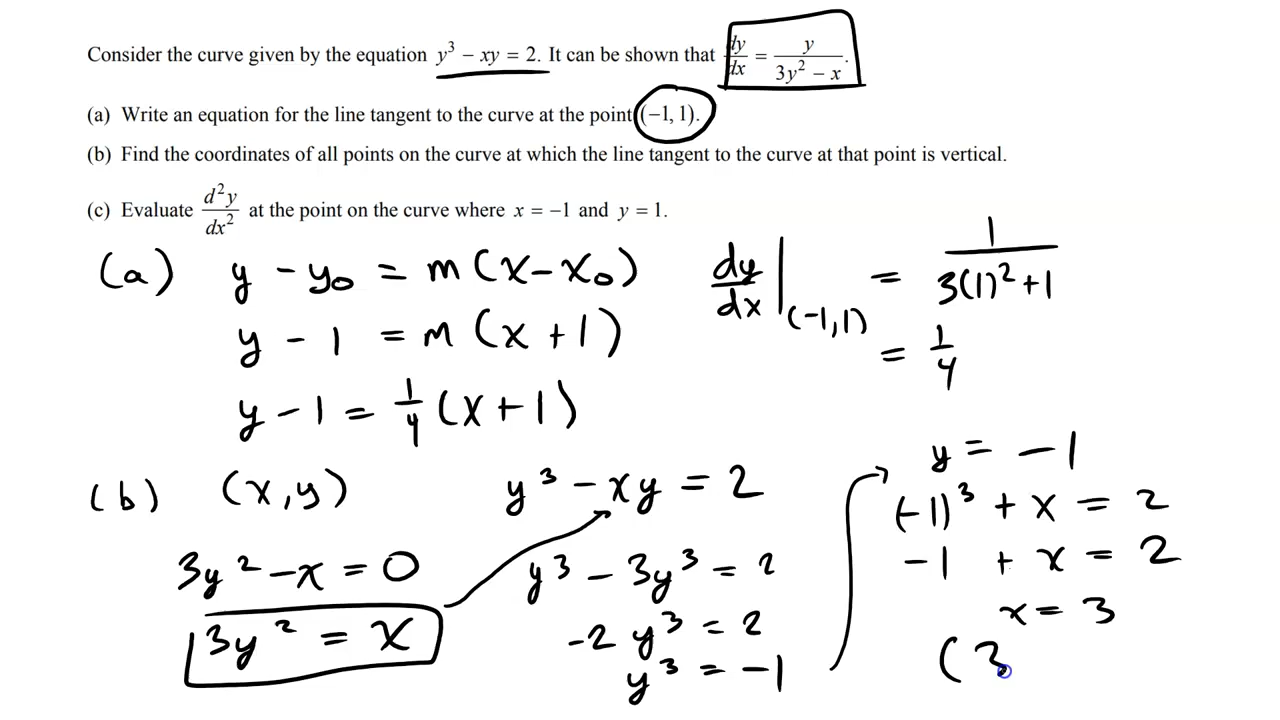 Consider the curve given by the equation y³ − xy = 2. It can be shown that dy/dx = y/(3y² − x).
(a) Write an equation for the line tangent to the curve at the point (−1, 1).
(b) Find the coordinates of all points on the curve at which the line tangent to the curve at that point is vertical.
(c) Evaluate d²y/dx² at the point on the curve where x = −1 and y = 1.
(a) y − y₀ = m(x − x₀)
y − 1 = m(x + 1)
y − 1 = 1/4 (x + 1)
dy/dx |(−1,1) = 1/(3(1)² + 1)
= 1/4
(b) (x, y)
3y² − x = 0
3y² = x
y³ − xy = 2
y³ − 3y³ = 2
−2y³ = 2
y³ = −1
y = −1
(−1)³ + x = 2
−1 + x = 2
x = 3
(3